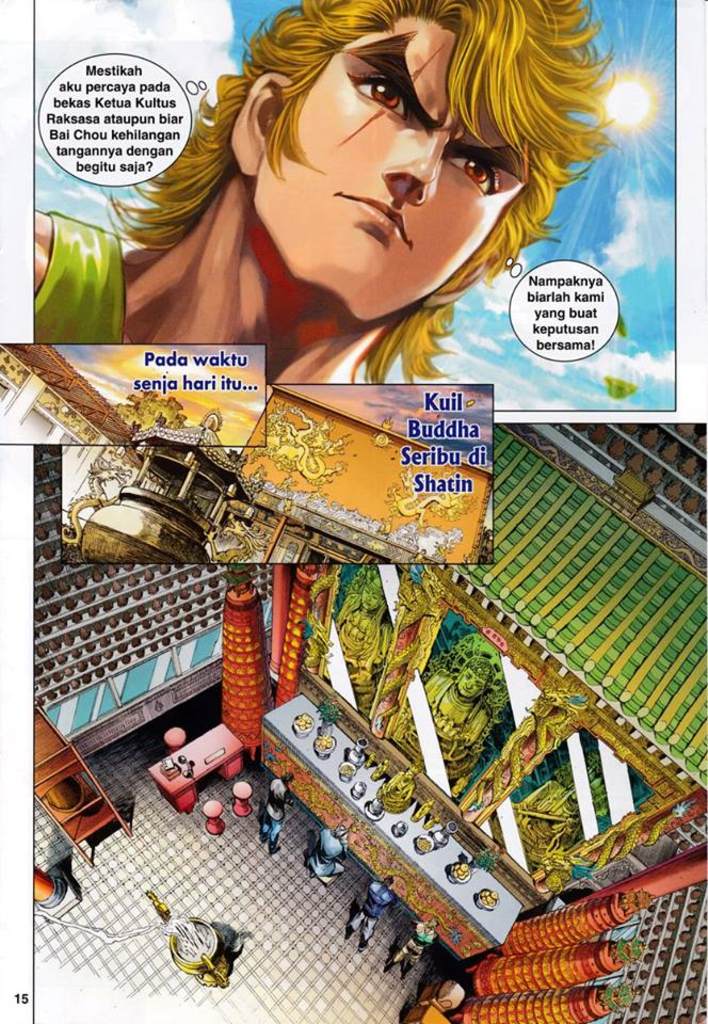 Mestikah
aku percaya pada
bekas Ketua Kultus
Raksasa ataupun biar
Bai Chou kehilangan
tangannya dengan
begitu saja?
Nampaknya
biarlah kami
yang buat
keputusan
bersama!
Pada waktu
senja hari itu...
Kuil
Buddha
Seribu di
Shatin
15